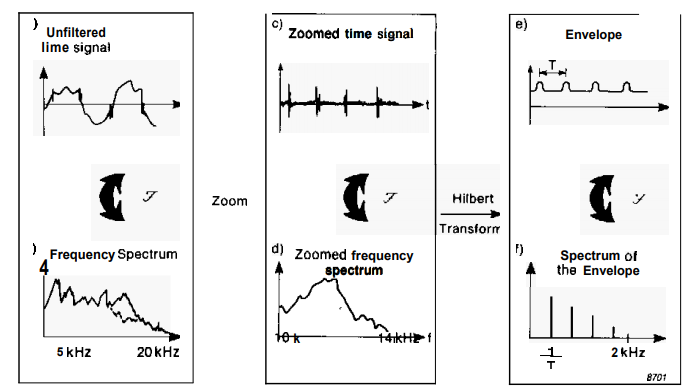 )
Unfiltered
lime signal
ℱ
)
Frequency Spectrum
4
5 kHz
20 kHz
Zoom
c)
Zoomed time signal
t
ℱ
d)
Zoomed frequency
spectrum
10 k
14 kHz
f
Hilbert
Transform
e)
Envelope
T
f)
Spectrum of
the Envelope
1
T
2 kHz
8701